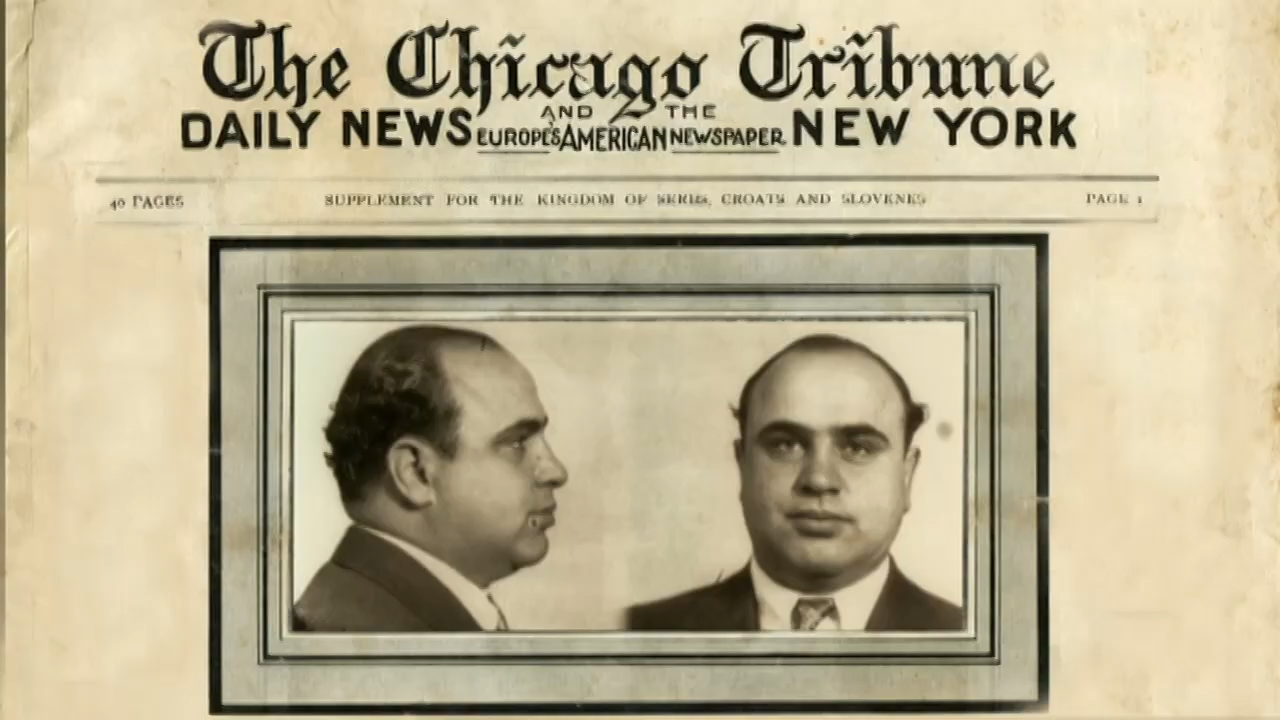 The Chicago Tribune
AND THE
DAILY NEWS EUROPE'S AMERICAN NEWSPAPER NEW YORK
40 PAGES SUPPLEMENT FOR THE KINGDOM OF SERBS, CROATS AND SLOVENES PAGE 1